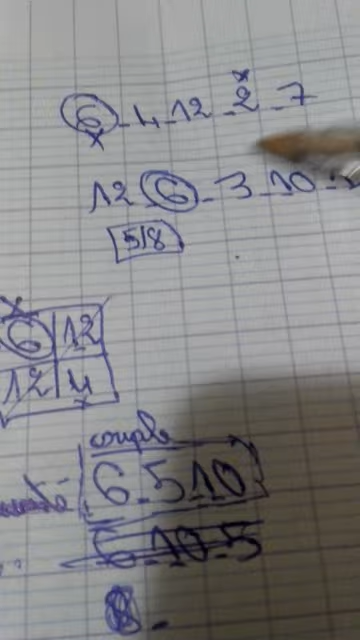 6 - 4 - 12 - 2 - 7
12 6 - 3 - 10 -
5/8
6 12
12 4
couple
6 - 5 10
6 - 10 - 5
8.